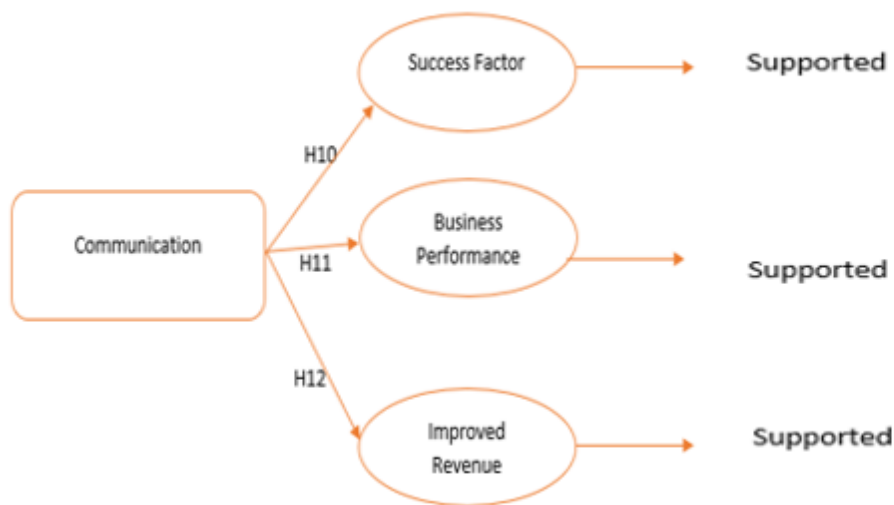 Success Factor
Supported
H10
Communication
Business
Performance
H11
Supported
H12
Improved
Revenue
Supported